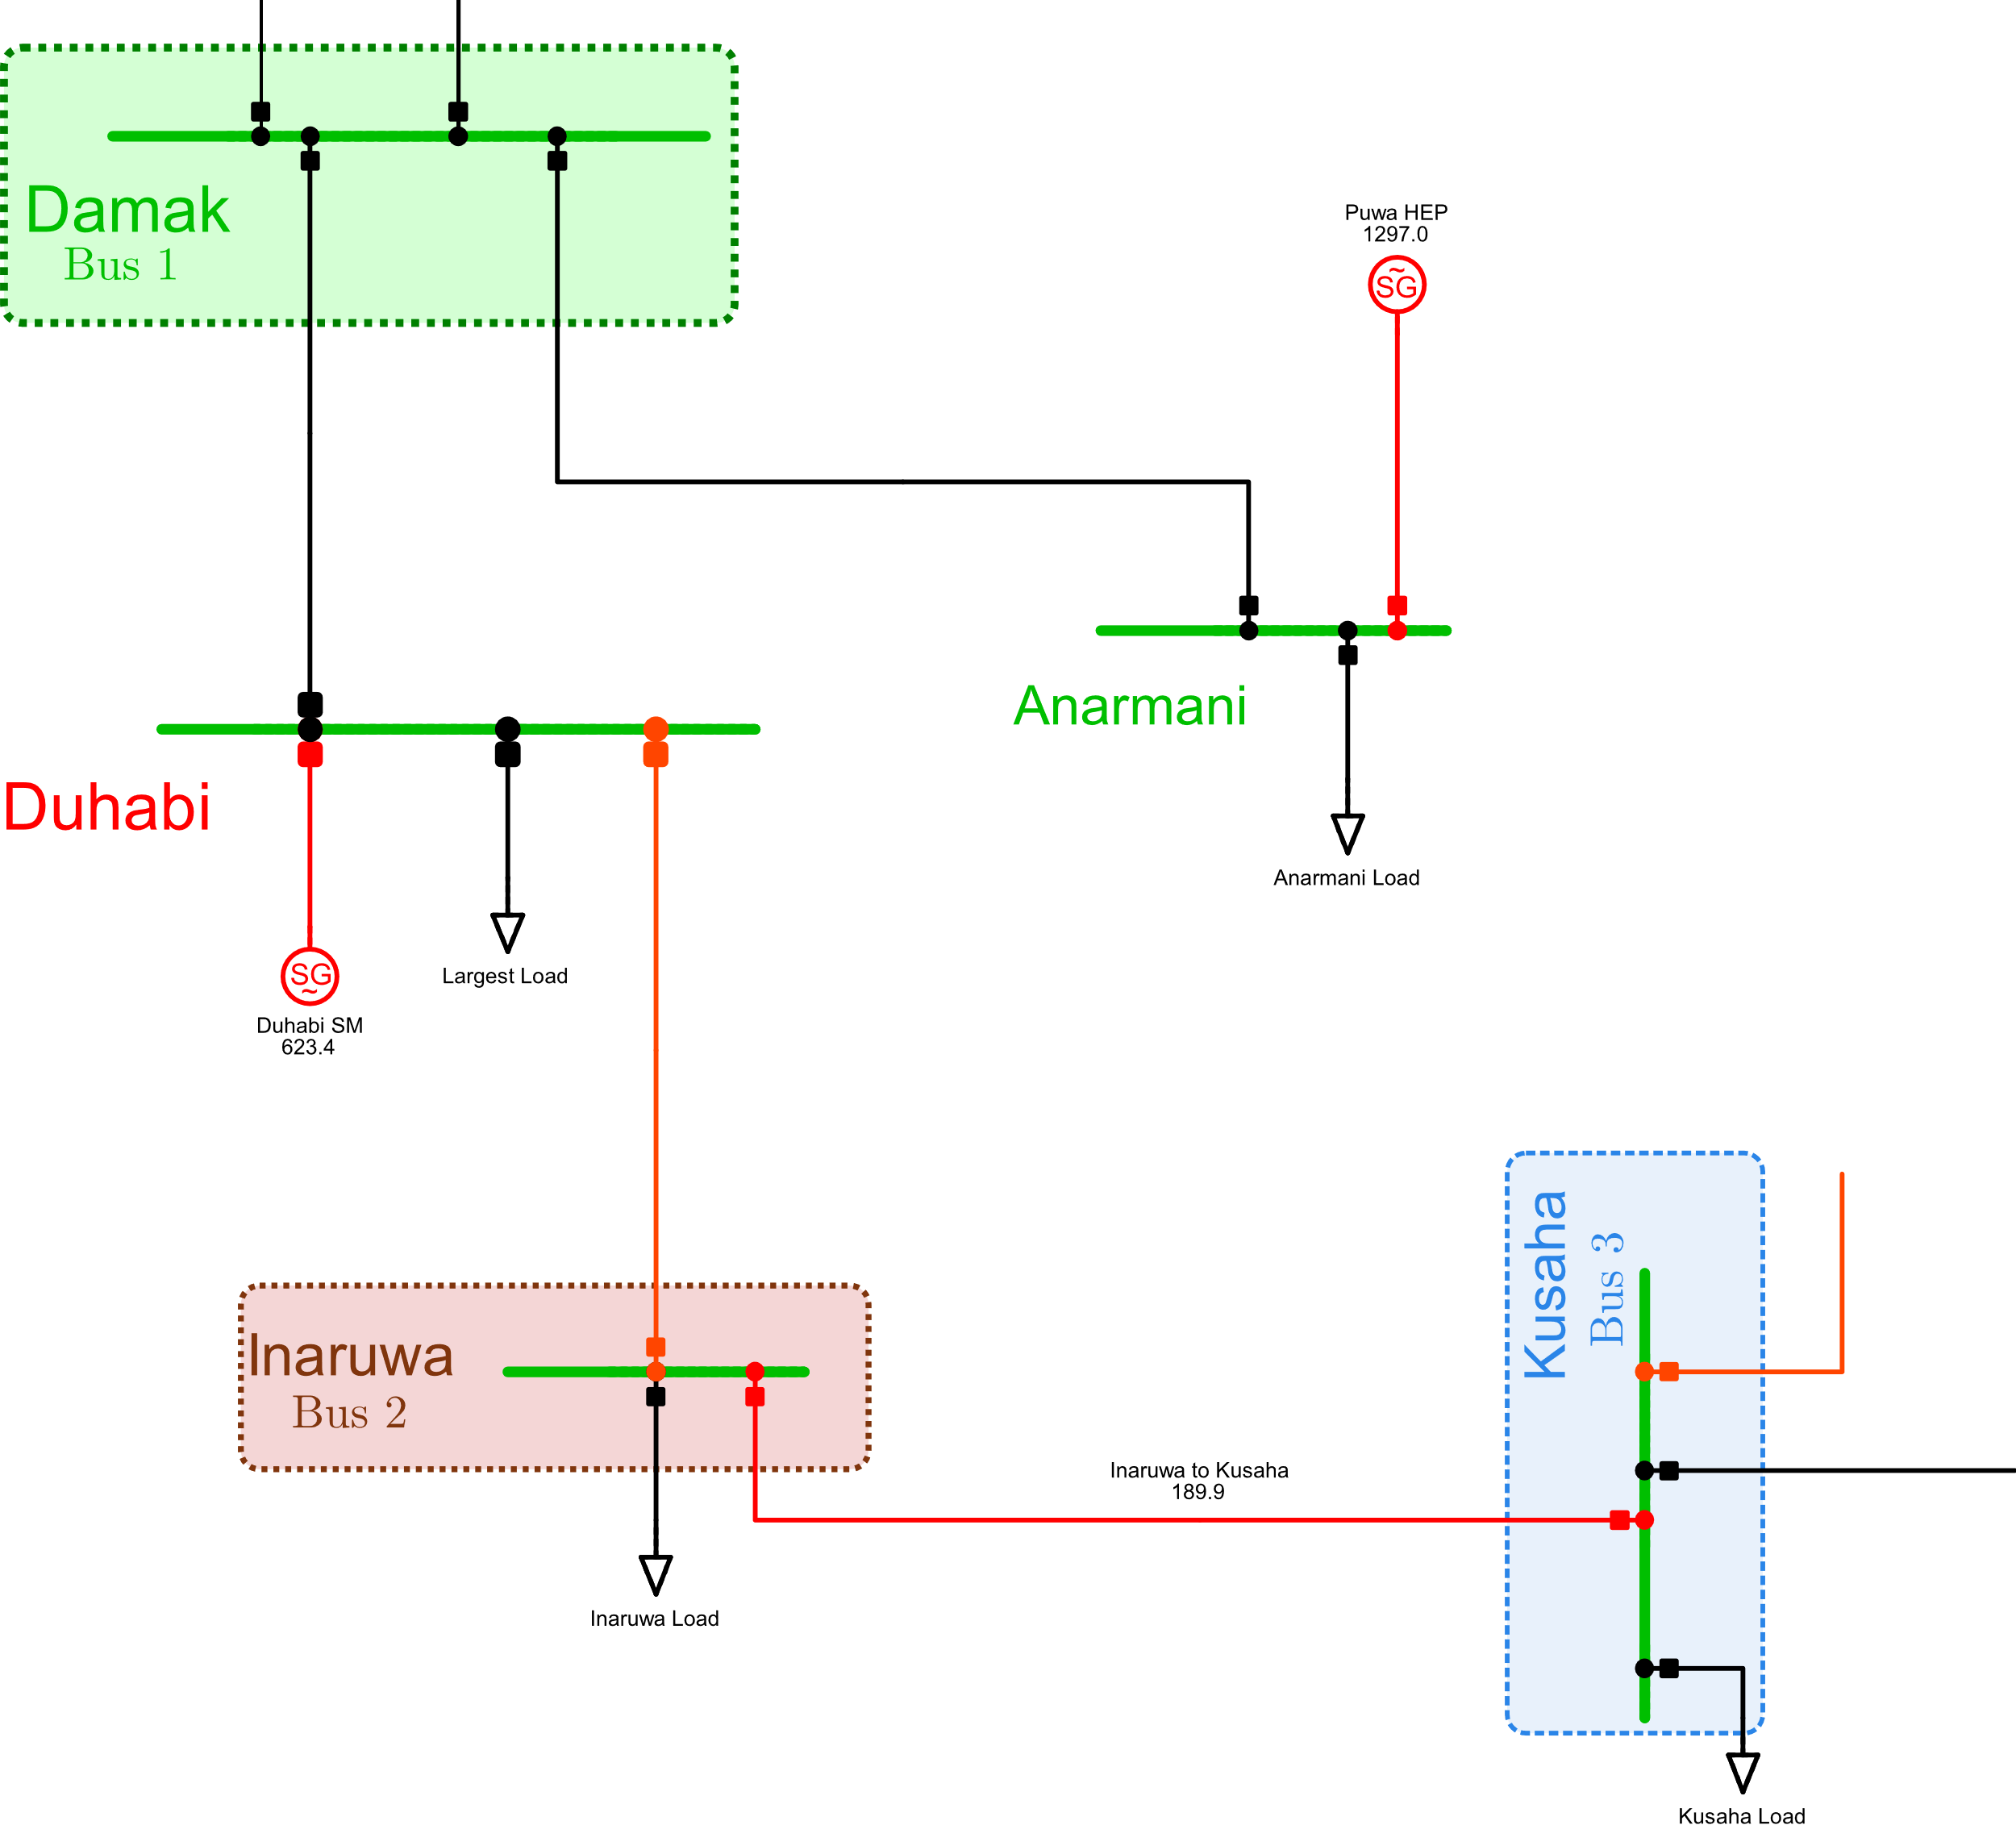 Damak
Bus 1
Puwa HEP
1297.0
~
SG
Anarmani
Duhabi
Anarmani Load
SG
~
Largest Load
Duhabi SM
623.4
Kusaha
Bus 3
Inaruwa
Bus 2
Inaruwa to Kusaha
189.9
Inaruwa Load
Kusaha Load